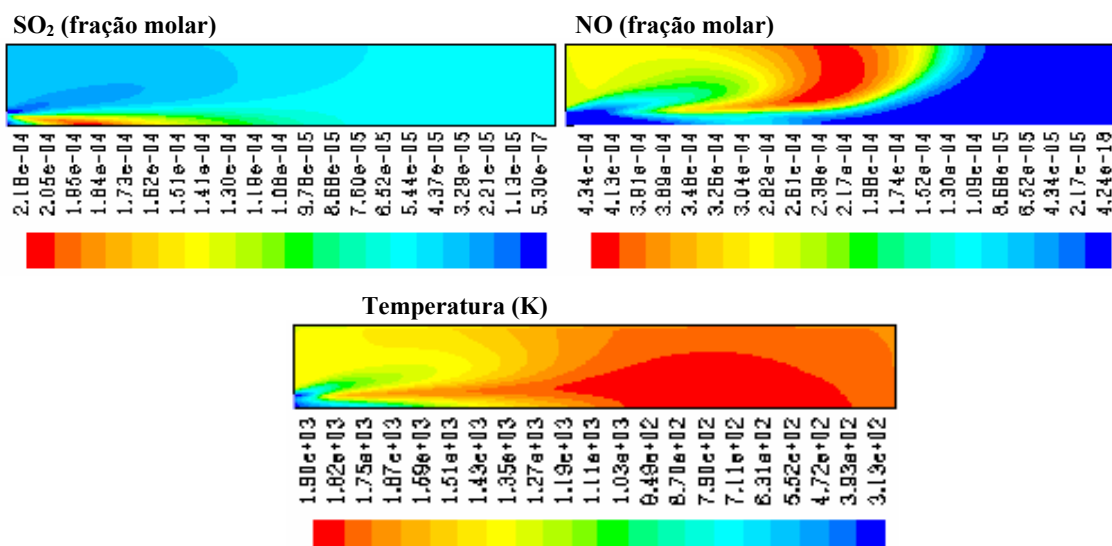 SO₂ (fração molar)
NO (fração molar)
2.16e-04
2.05e-04
1.95e-04
1.84e-04
1.73e-04
1.62e-04
1.51e-04
1.41e-04
1.30e-04
1.19e-04
1.08e-04
9.76e-05
8.68e-05
7.60e-05
6.52e-05
5.44e-05
4.37e-05
3.29e-05
2.21e-05
1.13e-05
5.30e-07
4.34e-04
4.13e-04
3.91e-04
3.69e-04
3.48e-04
3.26e-04
3.04e-04
2.82e-04
2.61e-04
2.39e-04
2.17e-04
1.96e-04
1.74e-04
1.52e-04
1.30e-04
1.09e-04
8.69e-05
6.52e-05
4.34e-05
2.17e-05
4.24e-19
Temperatura (K)
1.90e+03
1.82e+03
1.75e+03
1.67e+03
1.59e+03
1.51e+03
1.43e+03
1.35e+03
1.27e+03
1.19e+03
1.11e+03
1.03e+03
9.49e+02
8.70e+02
7.90e+02
7.11e+02
6.31e+02
5.52e+02
4.72e+02
3.93e+02
3.13e+02